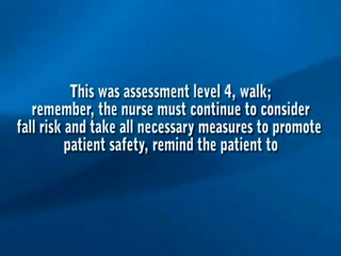 This was assessment level 4, walk;
remember, the nurse must continue to consider
fall risk and take all necessary measures to promote
patient safety, remind the patient to